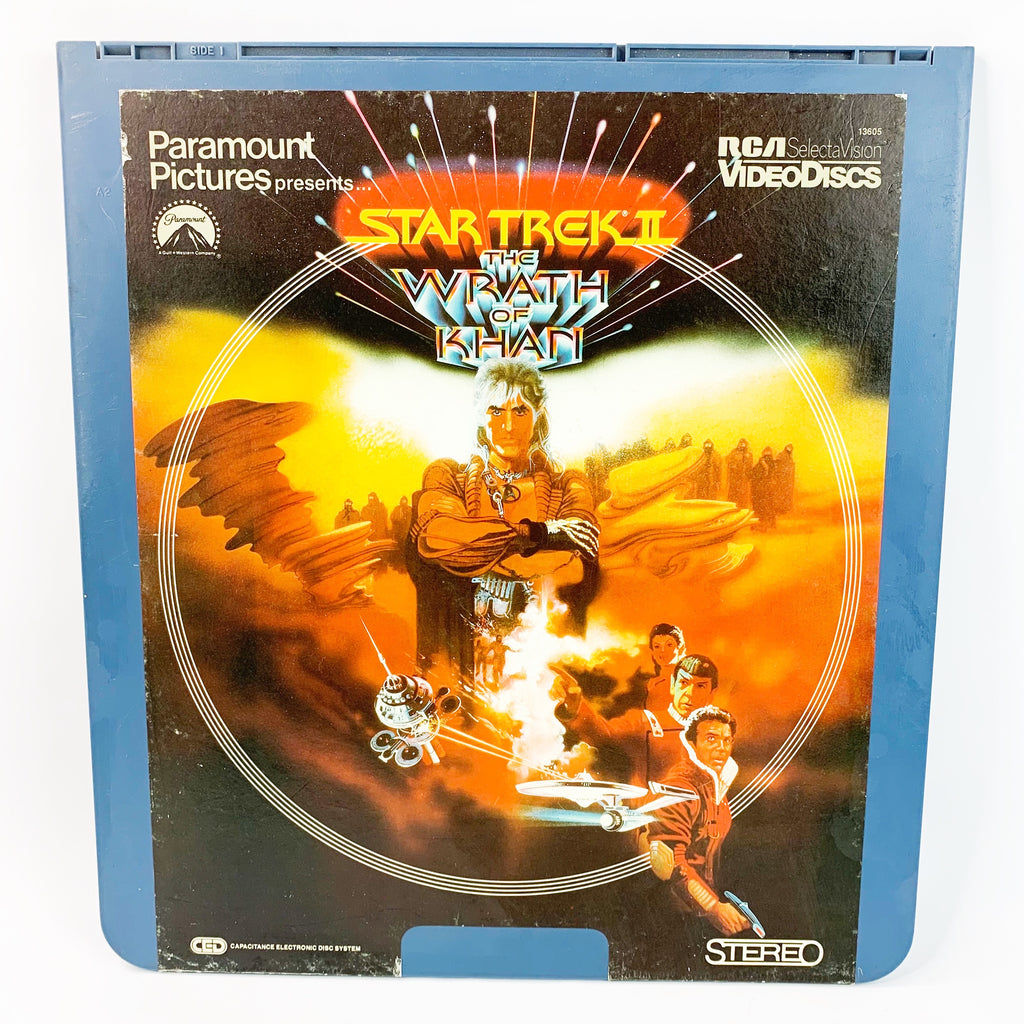 SIDE 1
A2
Paramount
Pictures presents...
Paramount
A Gulf + Western Company
®
13605
RCA SelectaVision
VIDEODISCS
STAR TREK II
THE
WRATH
OF
KHAN
CED CAPACITANCE ELECTRONIC DISC SYSTEM
STEREO